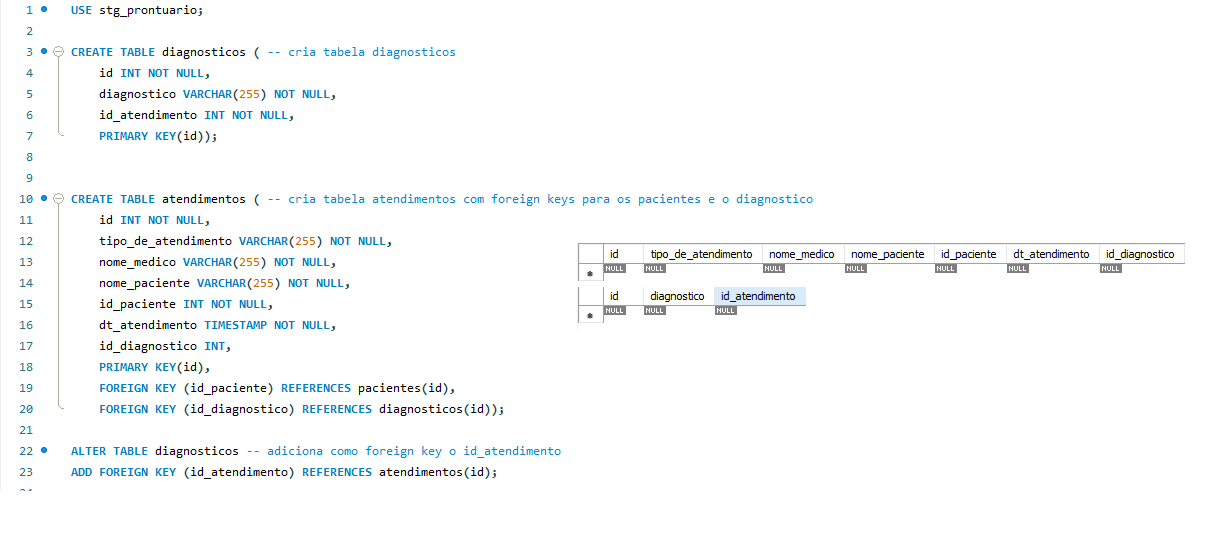 1 USE stg_prontuario;
2
3 CREATE TABLE diagnosticos ( -- cria tabela diagnosticos
4 id INT NOT NULL,
5 diagnostico VARCHAR(255) NOT NULL,
6 id_atendimento INT NOT NULL,
7 PRIMARY KEY(id));
8
9
10 CREATE TABLE atendimentos ( -- cria tabela atendimentos com foreign keys para os pacientes e o diagnostico
11 id INT NOT NULL,
12 tipo_de_atendimento VARCHAR(255) NOT NULL,
13 nome_medico VARCHAR(255) NOT NULL,
14 nome_paciente VARCHAR(255) NOT NULL,
15 id_paciente INT NOT NULL,
16 dt_atendimento TIMESTAMP NOT NULL,
17 id_diagnostico INT,
18 PRIMARY KEY(id),
19 FOREIGN KEY (id_paciente) REFERENCES pacientes(id),
20 FOREIGN KEY (id_diagnostico) REFERENCES diagnosticos(id));
21
22 ALTER TABLE diagnosticos -- adiciona como foreign key o id_atendimento
23 ADD FOREIGN KEY (id_atendimento) REFERENCES atendimentos(id);
id tipo_de_atendimento nome_medico nome_paciente id_paciente dt_atendimento id_diagnostico
NULL NULL NULL NULL NULL NULL NULL
id diagnostico id_atendimento
NULL NULL NULL